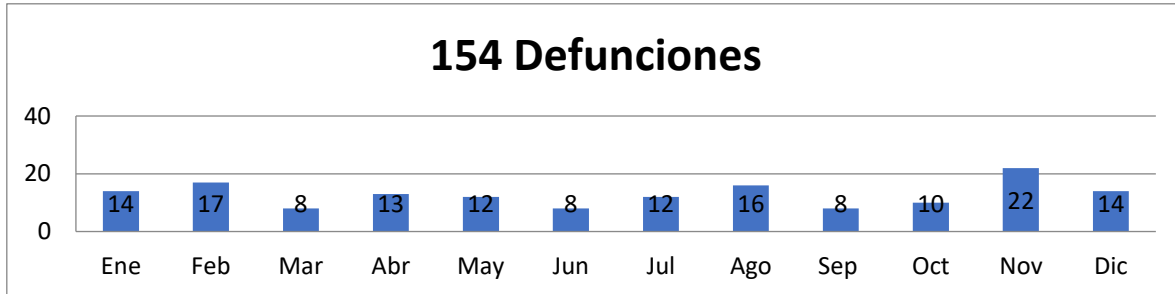 154 Defunciones
40
20
0
14 17 8 13 12 8 12 16 8 10 22 14
Ene Feb Mar Abr May Jun Jul Ago Sep Oct Nov Dic